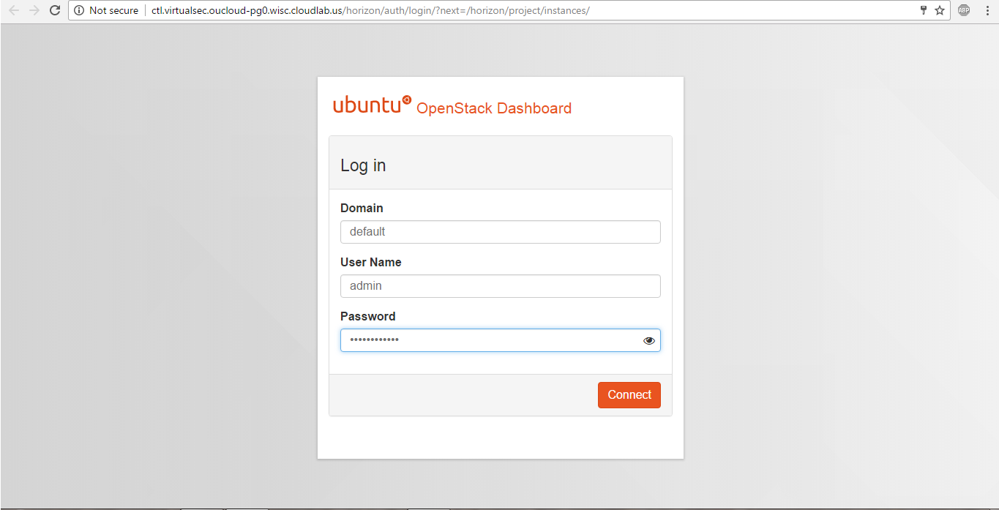 Not secure ctl.virtualsec.oucloud-pg0.wisc.cloudlab.us/horizon/auth/login/?next=/horizon/project/instances/
ABP
ubuntu OpenStack Dashboard
Log in
Domain
default
User Name
admin
Password
••••••••••••
Connect